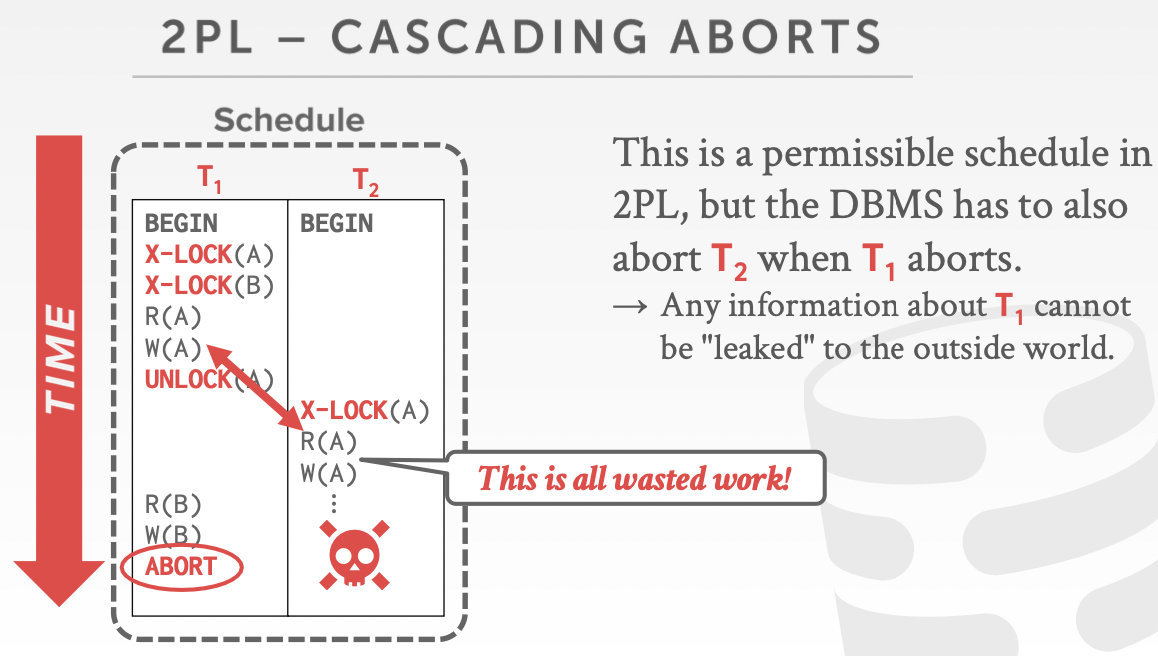 2PL – CASCADING ABORTS
Schedule
TIME
T1
T2
BEGIN
BEGIN
X-LOCK(A)
X-LOCK(B)
R(A)
W(A)
UNLOCK(A)
X-LOCK(A)
R(A)
W(A)
⋮
R(B)
W(B)
ABORT
This is all wasted work!
This is a permissible schedule in
2PL, but the DBMS has to also
abort T2 when T1 aborts.
→ Any information about T1 cannot
be "leaked" to the outside world.